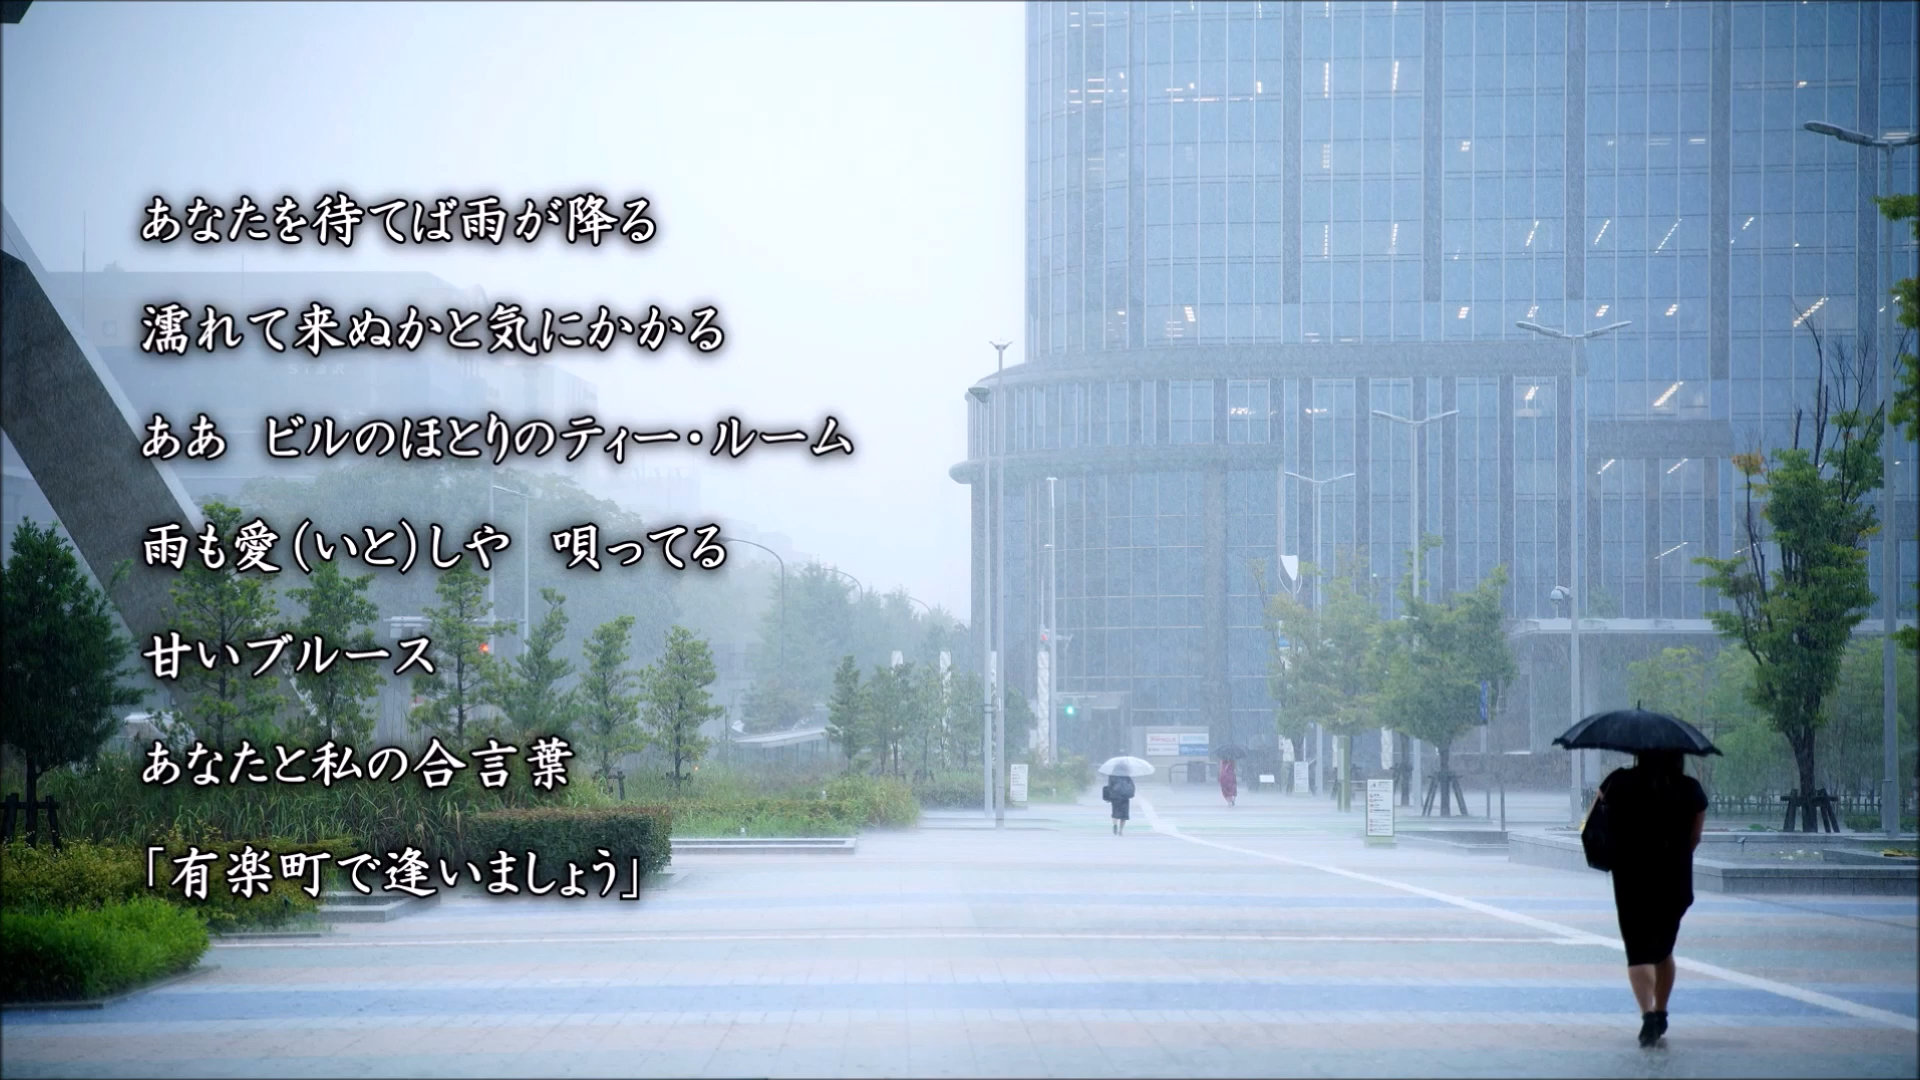 あなたを待てば雨が降る
濡れて来ぬかと気にかかる
ああ　ビルのほとりのティー・ルーム
雨も愛（いと）しや　唄ってる
甘いブルース
あなたと私の合言葉
「有楽町で逢いましょう」